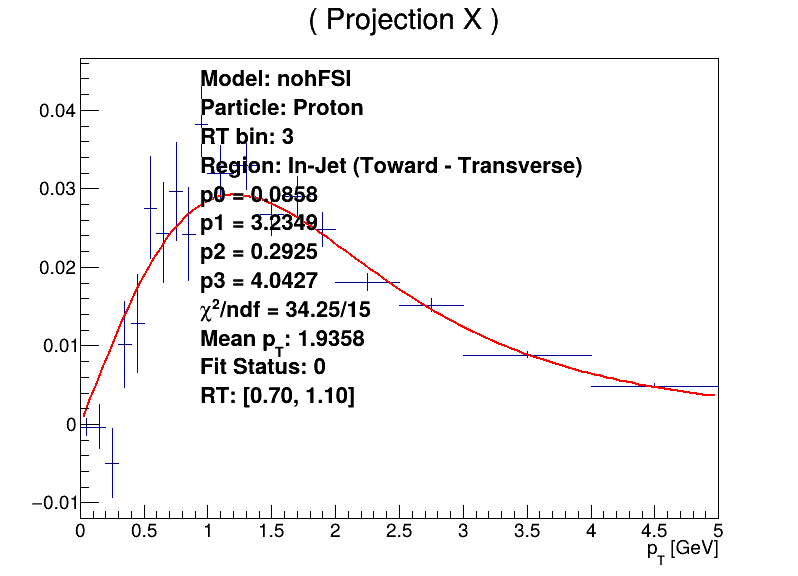 ( Projection X )
Model: nohFSI
Particle: Proton
RT bin: 3
Region: In-Jet (Toward - Transverse)
p0 = 0.0858
p1 = 3.2349
p2 = 0.2925
p3 = 4.0427
χ²/ndf = 34.25/15
Mean p_T: 1.9358
Fit Status: 0
RT: [0.70, 1.10]
0.04
0.03
0.02
0.01
0
−0.01
0 0.5 1 1.5 2 2.5 3 3.5 4 4.5 5
p_T [GeV]